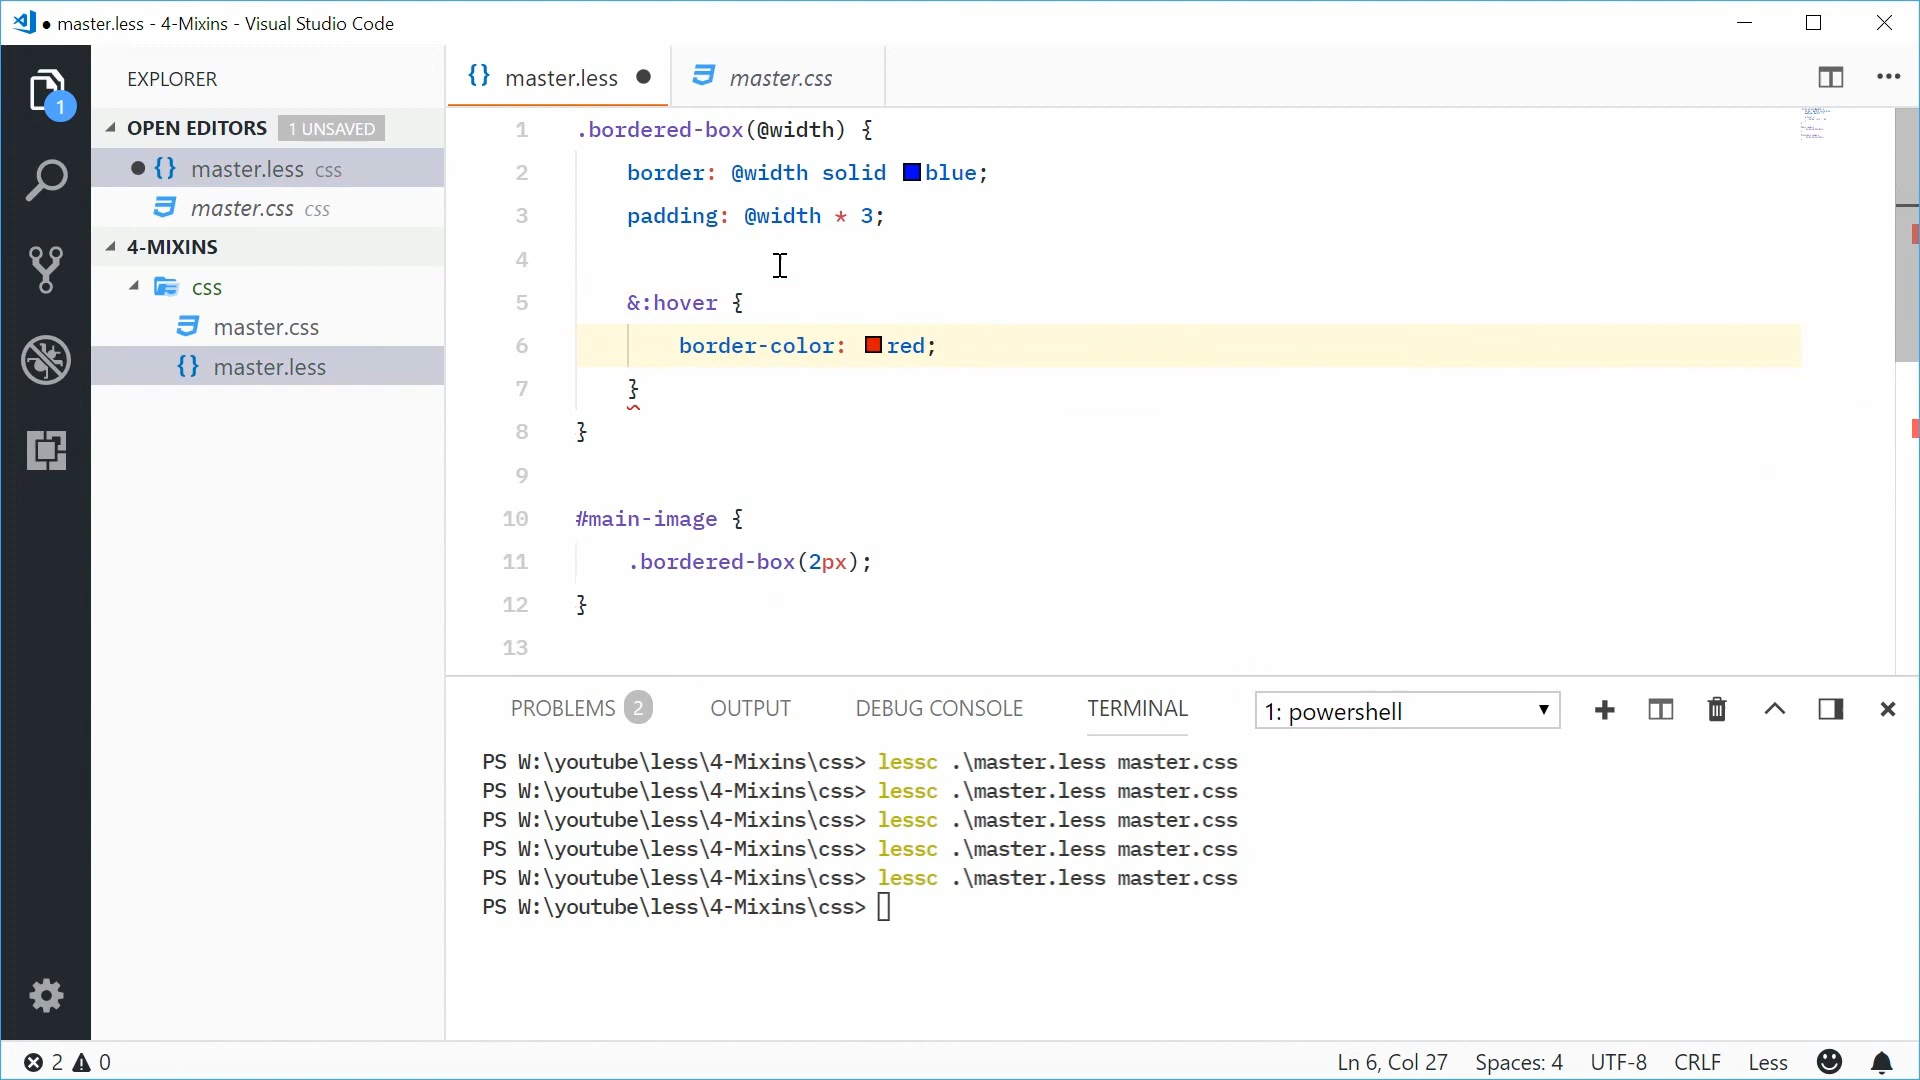 ● master.less - 4-Mixins - Visual Studio Code
EXPLORER
OPEN EDITORS 1 UNSAVED
master.less css
master.css css
4-MIXINS
css
master.css
master.less
1
master.less ●
master.css
1 .bordered-box(@width) {
2 border: @width solid blue;
3 padding: @width * 3;
4
5 &:hover {
6 border-color: red;
7 }
8 }
9
10 #main-image {
11 .bordered-box(2px);
12 }
13
PROBLEMS 2 OUTPUT DEBUG CONSOLE TERMINAL 1: powershell
PS W:\youtube\less\4-Mixins\css> lessc .\master.less master.css
PS W:\youtube\less\4-Mixins\css> lessc .\master.less master.css
PS W:\youtube\less\4-Mixins\css> lessc .\master.less master.css
PS W:\youtube\less\4-Mixins\css> lessc .\master.less master.css
PS W:\youtube\less\4-Mixins\css> lessc .\master.less master.css
PS W:\youtube\less\4-Mixins\css>
2 0 Ln 6, Col 27 Spaces: 4 UTF-8 CRLF Less